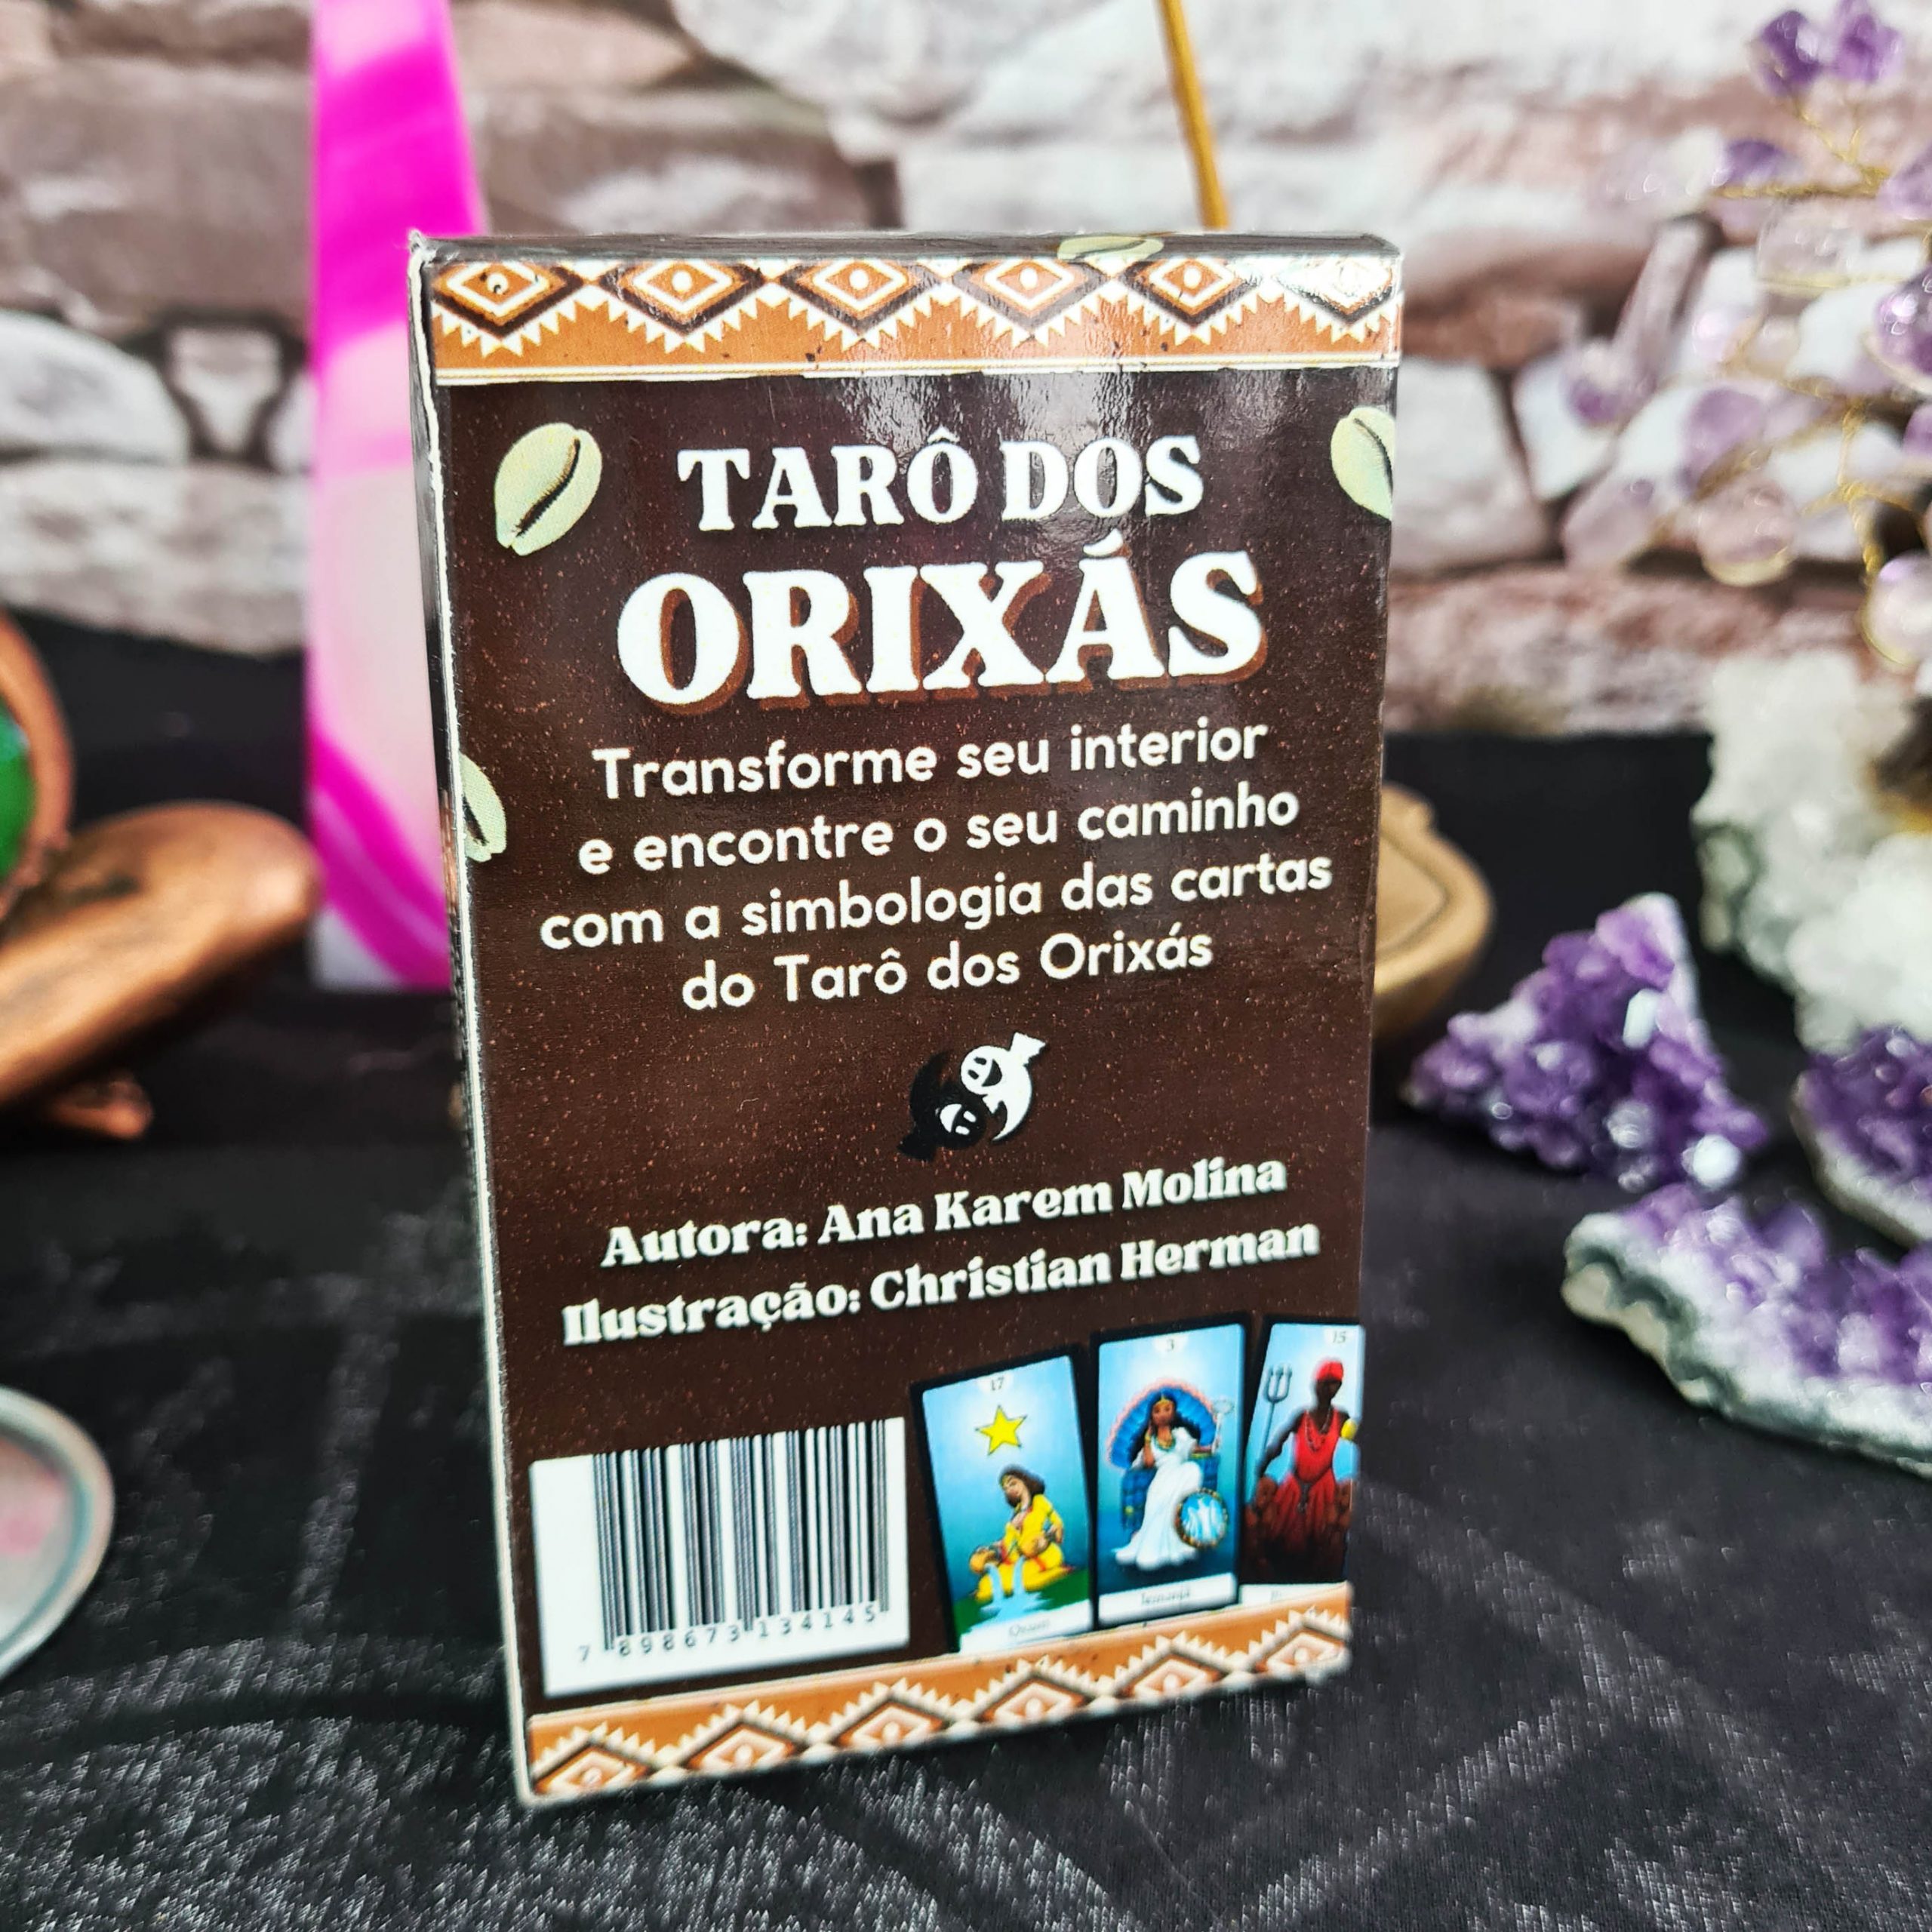 TARÔ DOS
ORIXÁS
Transforme seu interior
e encontre o seu caminho
com a simbologia das cartas
do Tarô dos Orixás
Autora: Ana Karem Molina
Ilustração: Christian Herman
17
3
15
Oxum
Iemanjá
7 898673 134145